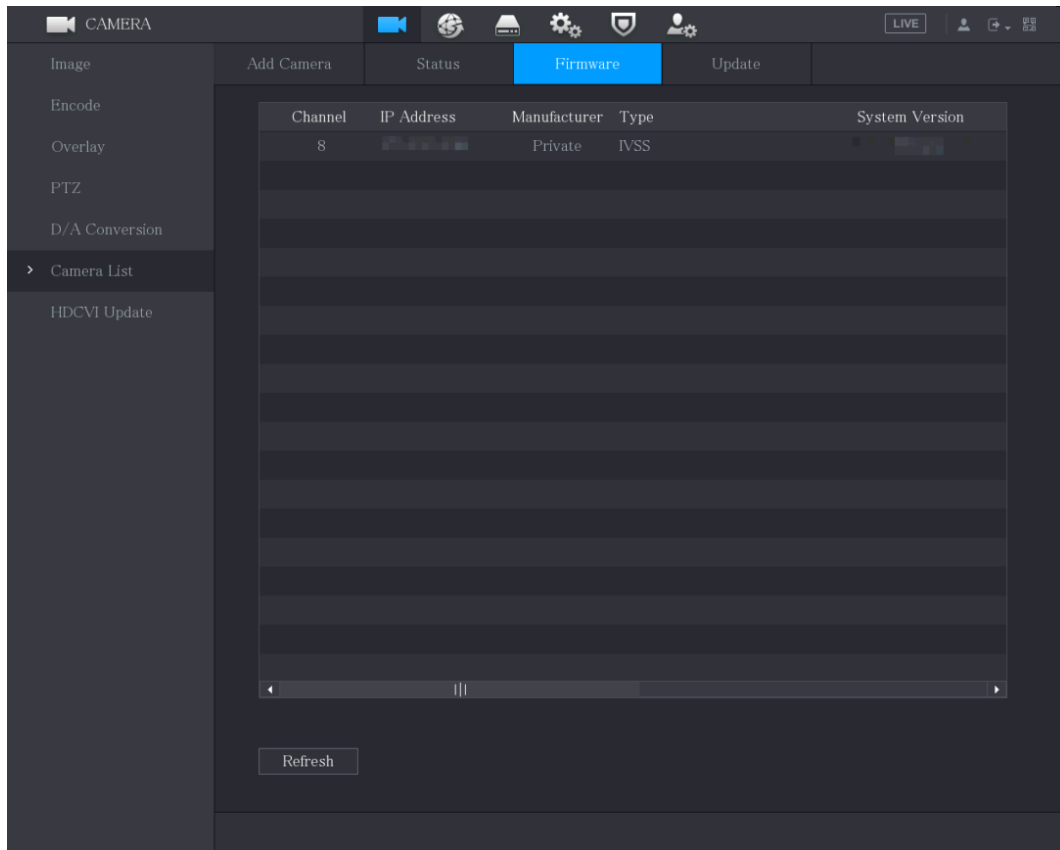 CAMERA
LIVE
Image
Encode
Overlay
PTZ
D/A Conversion
Camera List
HDCVI Update
Add Camera Status Firmware Update
Channel IP Address Manufacturer Type System Version
8 Private IVSS
Refresh